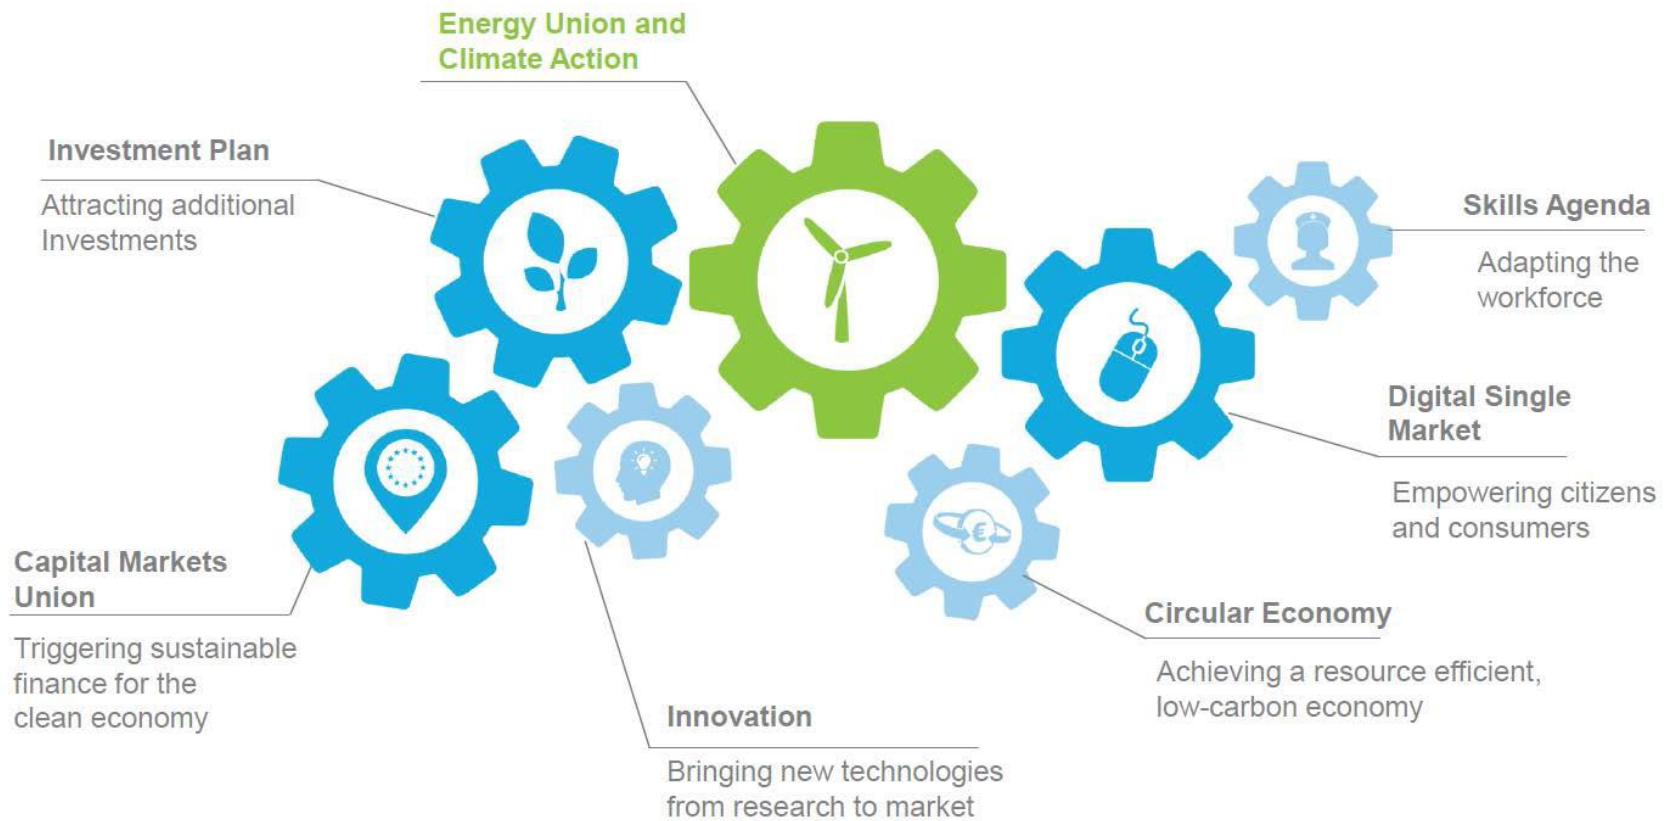 Energy Union and
Climate Action
Investment Plan
Attracting additional
Investments
Skills Agenda
Adapting the
workforce
Digital Single
Market
Empowering citizens
and consumers
Capital Markets
Union
Triggering sustainable
finance for the
clean economy
Circular Economy
Achieving a resource efficient,
low-carbon economy
Innovation
Bringing new technologies
from research to market
€